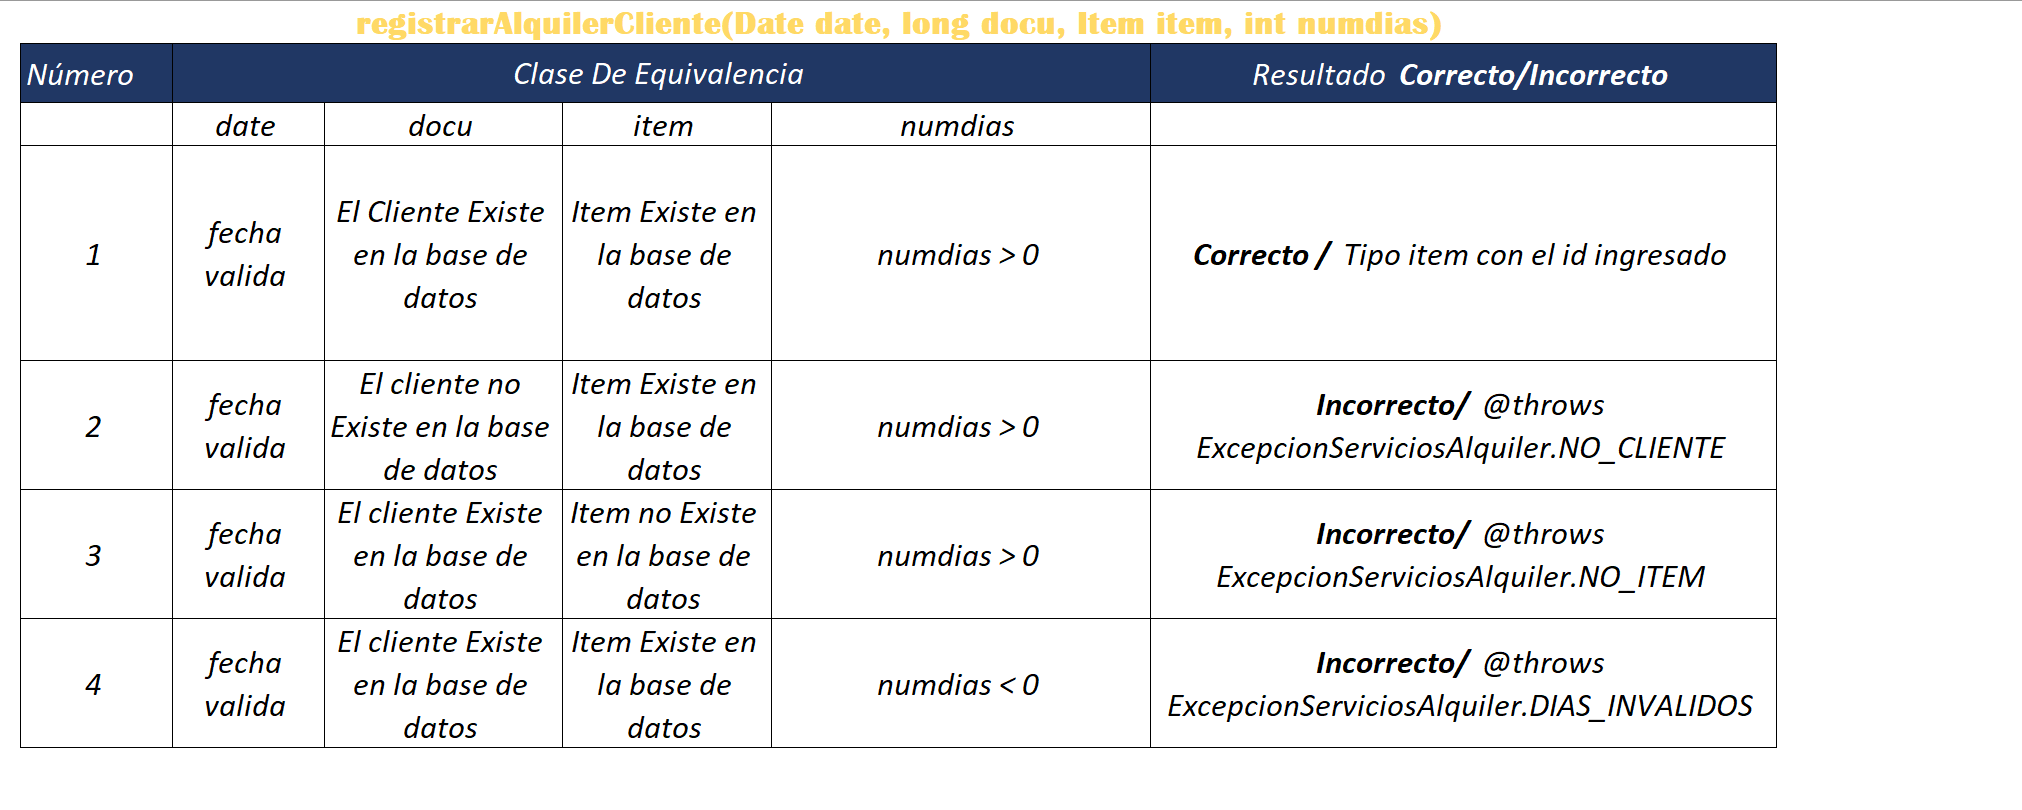 registrarAlquilerCliente(Date date, long docu, Item item, int numdias)
Número Clase De Equivalencia Resultado Correcto/Incorrecto
date docu item numdias
1
fecha
valida
El Cliente Existe
en la base de
datos
Item Existe en
la base de
datos
numdias > 0
Correcto / Tipo item con el id ingresado
2
fecha
valida
El cliente no
Existe en la base
de datos
Item Existe en
la base de
datos
numdias > 0
Incorrecto/ @throws
ExcepcionServiciosAlquiler.NO_CLIENTE
3
fecha
valida
El cliente Existe
en la base de
datos
Item no Existe
en la base de
datos
numdias > 0
Incorrecto/ @throws
ExcepcionServiciosAlquiler.NO_ITEM
4
fecha
valida
El cliente Existe
en la base de
datos
Item Existe en
la base de
datos
numdias < 0
Incorrecto/ @throws
ExcepcionServiciosAlquiler.DIAS_INVALIDOS